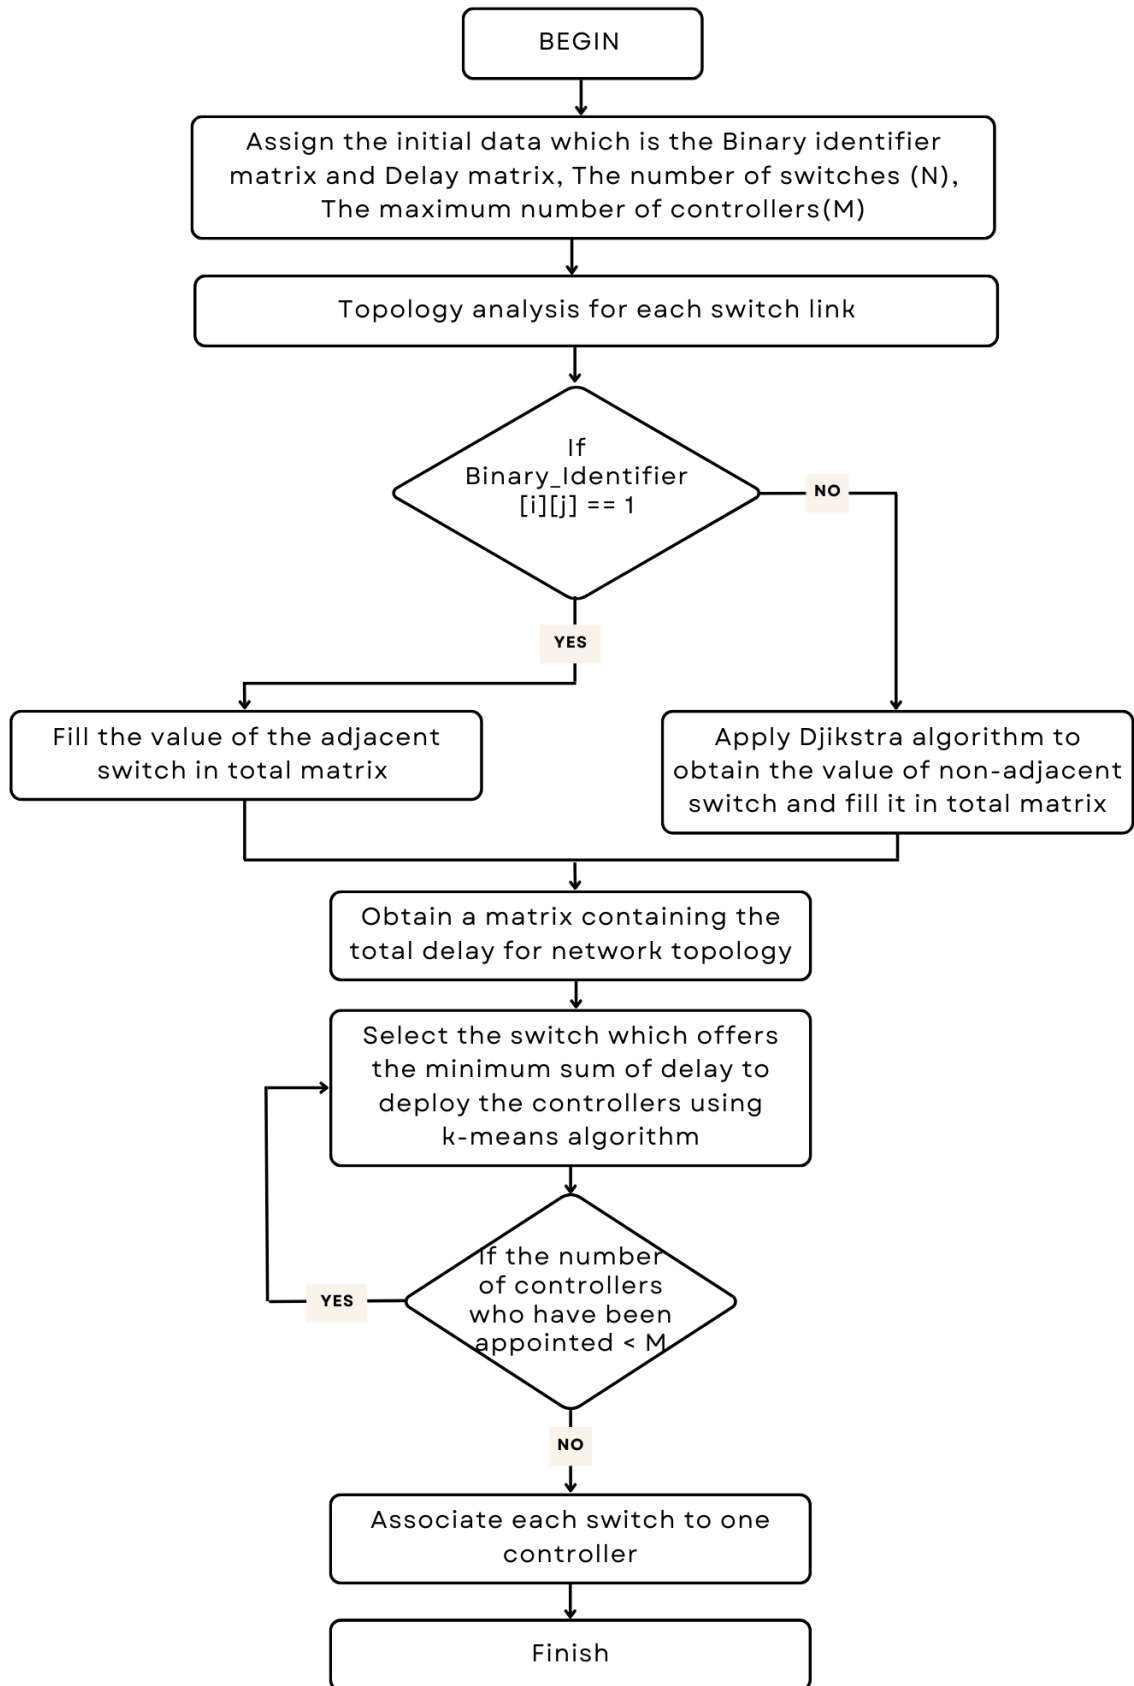 BEGIN
Assign the initial data which is the Binary identifier
matrix and Delay matrix, The number of switches (N),
The maximum number of controllers(M)
Topology analysis for each switch link
If
Binary_Identifier
[i][j] == 1
NO
YES
Fill the value of the adjacent
switch in total matrix
Apply Djikstra algorithm to
obtain the value of non-adjacent
switch and fill it in total matrix
Obtain a matrix containing the
total delay for network topology
Select the switch which offers
the minimum sum of delay to
deploy the controllers using
k-means algorithm
If the number
of controllers
who have been
appointed < M
YES
NO
Associate each switch to one
controller
Finish